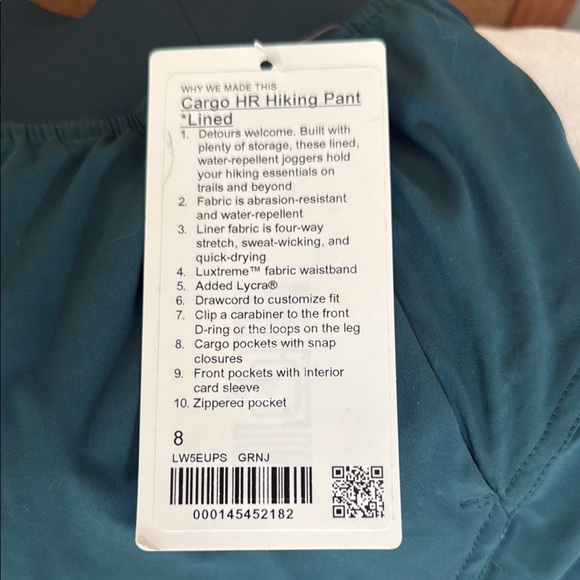 WHY WE MADE THIS
Cargo HR Hiking Pant
*Lined
1. Detours welcome. Built with
plenty of storage, these lined,
water-repellent joggers hold
your hiking essentials on
trails and beyond
2. Fabric is abrasion-resistant
and water-repellent
3. Liner fabric is four-way
stretch, sweat-wicking, and
quick-drying
4. Luxtreme™ fabric waistband
5. Added Lycra®
6. Drawcord to customize fit
7. Clip a carabiner to the front
D-ring or the loops on the leg
8. Cargo pockets with snap
closures
9. Front pockets with interior
card sleeve
10. Zippered pocket
8
LW5EUPS GRNJ
000145452182